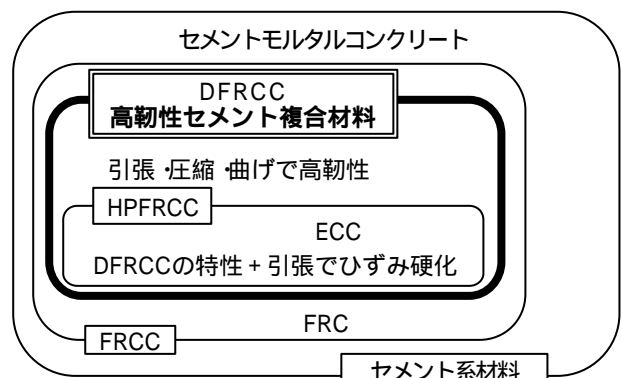 セメントモルタルコンクリート
DFRCC
高靭性セメント複合材料
引張・圧縮・曲げで高靭性
HPFRCC
ECC
DFRCCの特性+引張でひずみ硬化
FRC
FRCC
セメント系材料